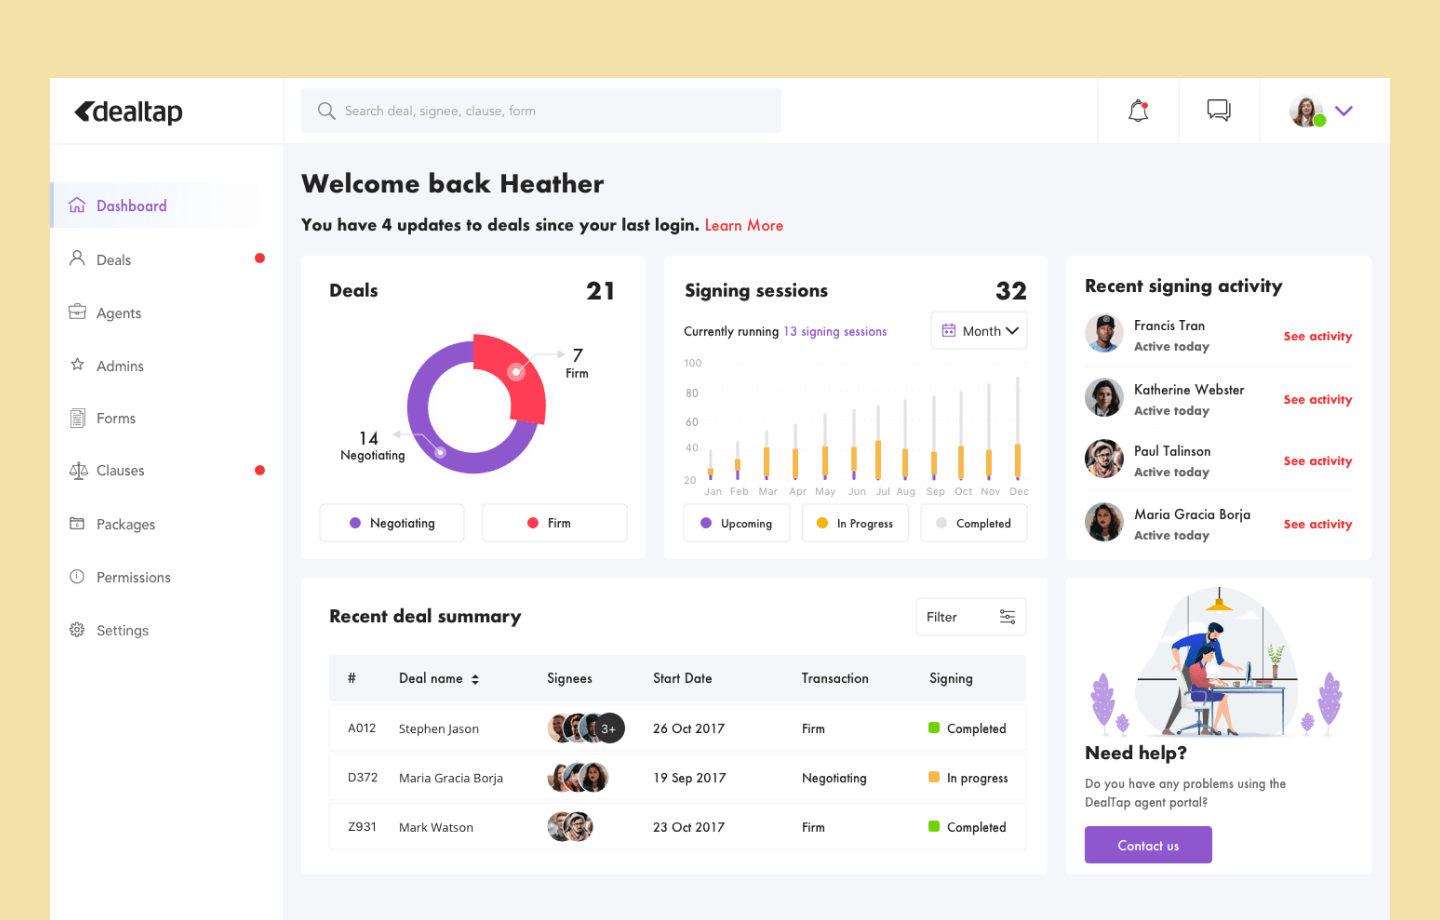 dealtap
Search deal, signee, clause, form
Dashboard
Deals
Agents
Admins
Forms
Clauses
Packages
Permissions
Settings
Welcome back Heather
You have 4 updates to deals since your last login. Learn More
Deals 21
7
Firm
14
Negotiating
Negotiating Firm
Signing sessions 32
Currently running 13 signing sessions Month
100
80
60
40
20
Jan Feb Mar Apr May Jun Jul Aug Sep Oct Nov Dec
Upcoming In Progress Completed
Recent signing activity
Francis Tran
Active today
See activity
Katherine Webster
Active today
See activity
Paul Talinson
Active today
See activity
Maria Gracia Borja
Active today
See activity
Recent deal summary Filter
# Deal name Signees Start Date Transaction Signing
A012 Stephen Jason 3+ 26 Oct 2017 Firm Completed
D372 Maria Gracia Borja 19 Sep 2017 Negotiating In progress
Z931 Mark Watson 23 Oct 2017 Firm Completed
Need help?
Do you have any problems using the
DealTap agent portal?
Contact us